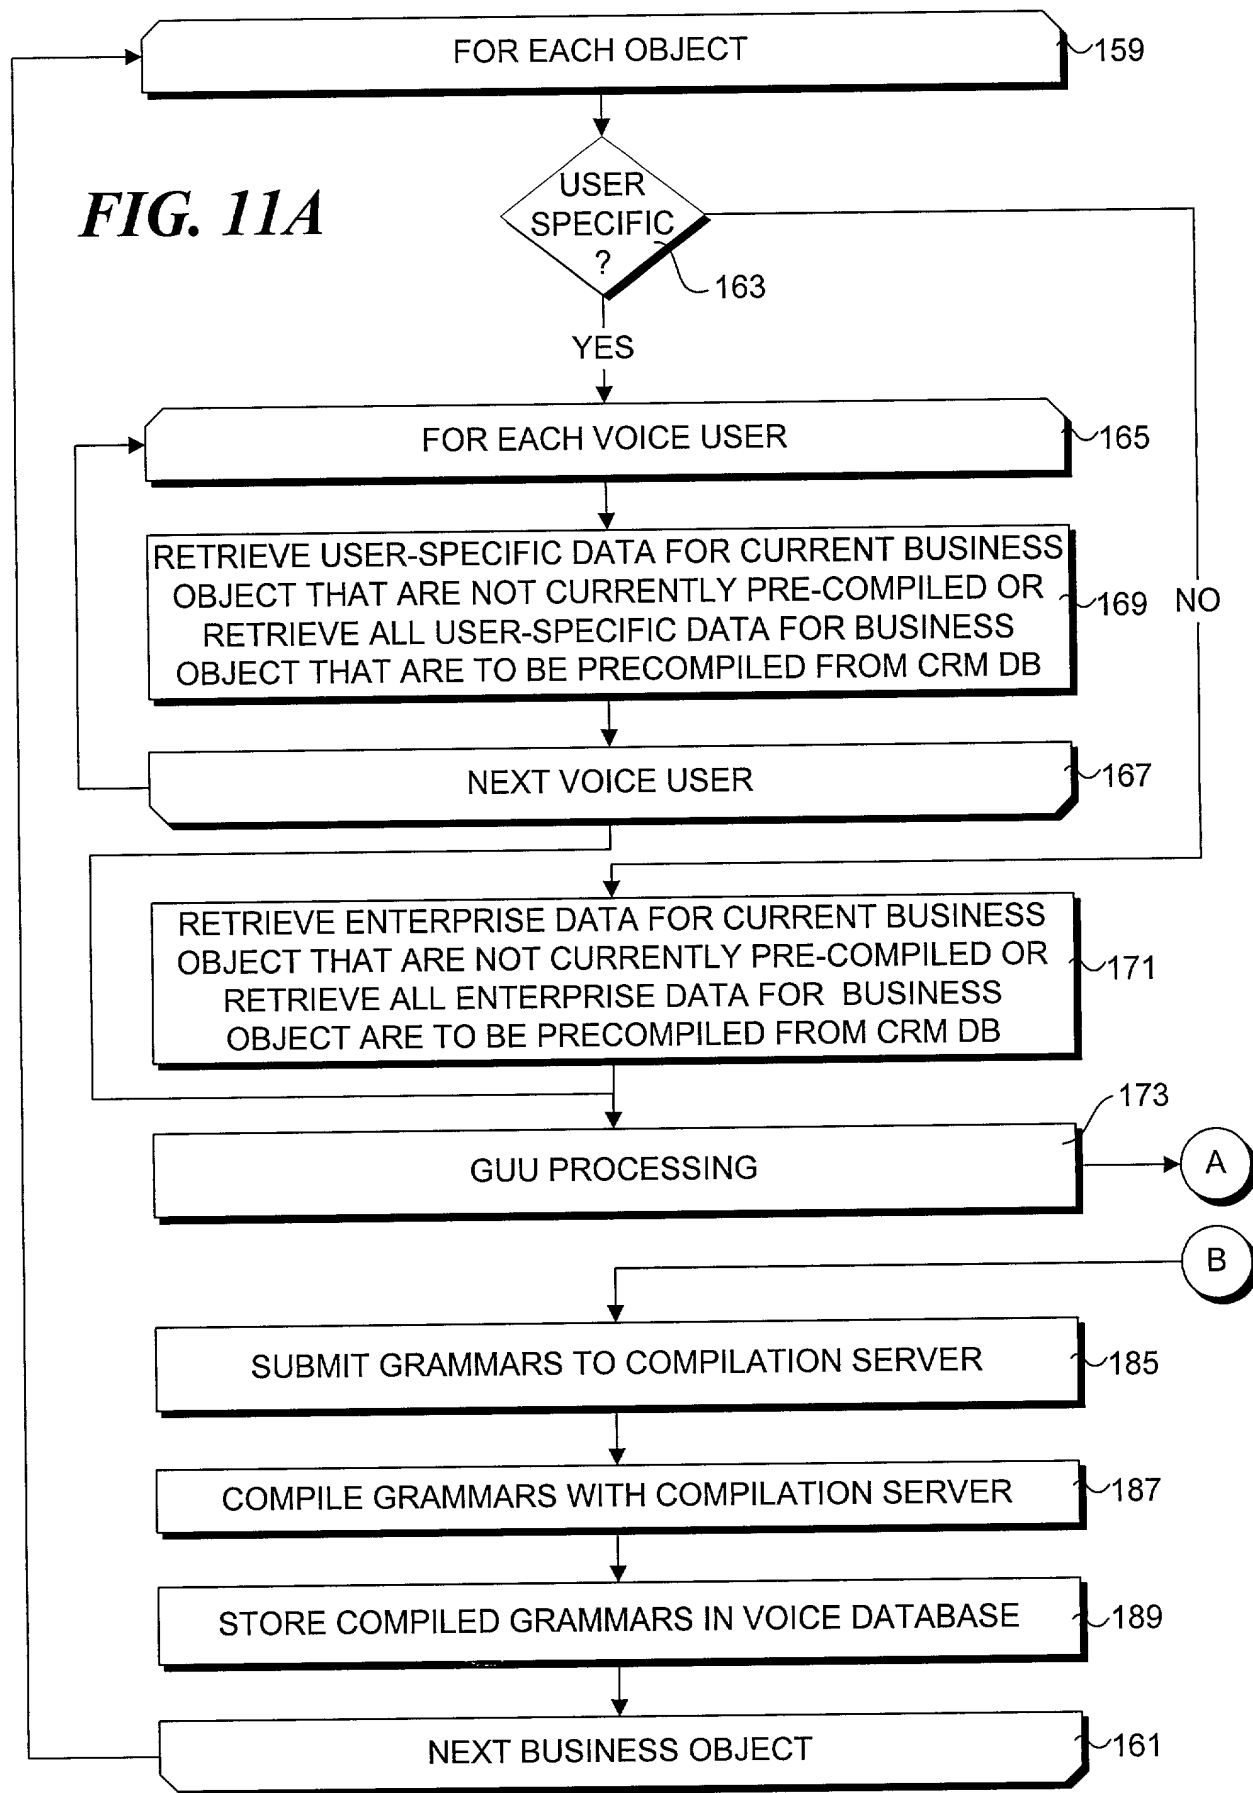 FOR EACH OBJECT
159
FIG. 11A
USER
SPECIFIC
?
163
YES
FOR EACH VOICE USER
165
RETRIEVE USER-SPECIFIC DATA FOR CURRENT BUSINESS
OBJECT THAT ARE NOT CURRENTLY PRE-COMPILED OR
RETRIEVE ALL USER-SPECIFIC DATA FOR BUSINESS
OBJECT THAT ARE TO BE PRECOMPILED FROM CRM DB
169
NO
NEXT VOICE USER
167
RETRIEVE ENTERPRISE DATA FOR CURRENT BUSINESS
OBJECT THAT ARE NOT CURRENTLY PRE-COMPILED OR
RETRIEVE ALL ENTERPRISE DATA FOR BUSINESS
OBJECT ARE TO BE PRECOMPILED FROM CRM DB
171
173
GUU PROCESSING
A
B
SUBMIT GRAMMARS TO COMPILATION SERVER
185
COMPILE GRAMMARS WITH COMPILATION SERVER
187
STORE COMPILED GRAMMARS IN VOICE DATABASE
189
NEXT BUSINESS OBJECT
161